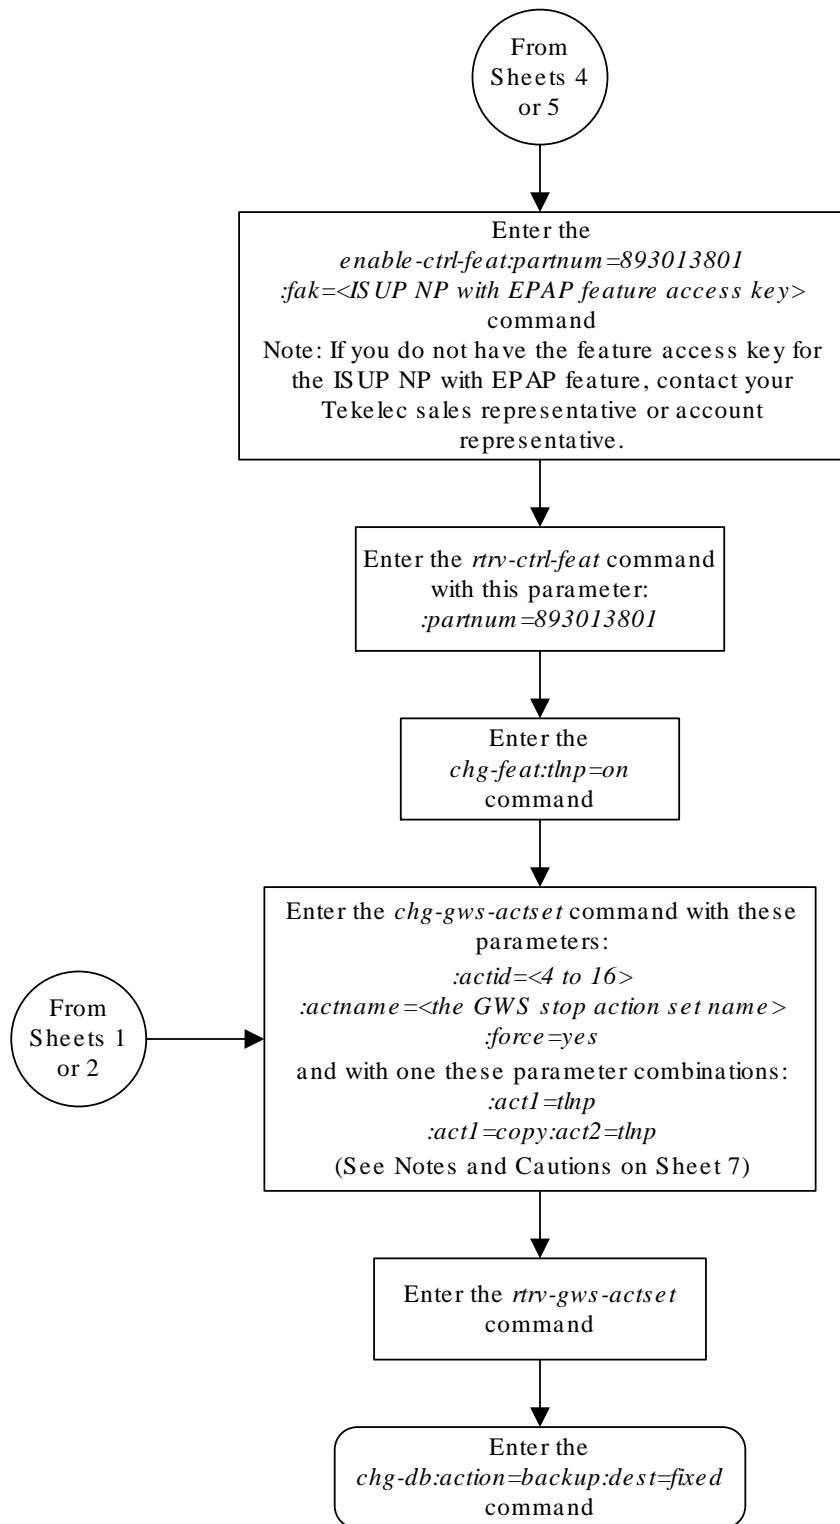 From
Sheets 4
or 5
Enter the
enable-ctrl-feat:partnum=893013801
:fak=<ISUP NP with EPAP feature access key>
command
Note: If you do not have the feature access key for
the ISUP NP with EPAP feature, contact your
Tekelec sales representative or account
representative.
Enter the rtrv-ctrl-feat command
with this parameter:
:partnum=893013801
Enter the
chg-feat:tlnp=on
command
Enter the chg-gws-actset command with these
parameters:
:actid=<4 to 16>
:actname=<the GWS stop action set name>
:force=yes
and with one these parameter combinations:
:act1=tlnp
:act1=copy:act2=tlnp
(See Notes and Cautions on Sheet 7)
From
Sheets 1
or 2
Enter the rtrv-gws-actset
command
Enter the
chg-db:action=backup:dest=fixed
command